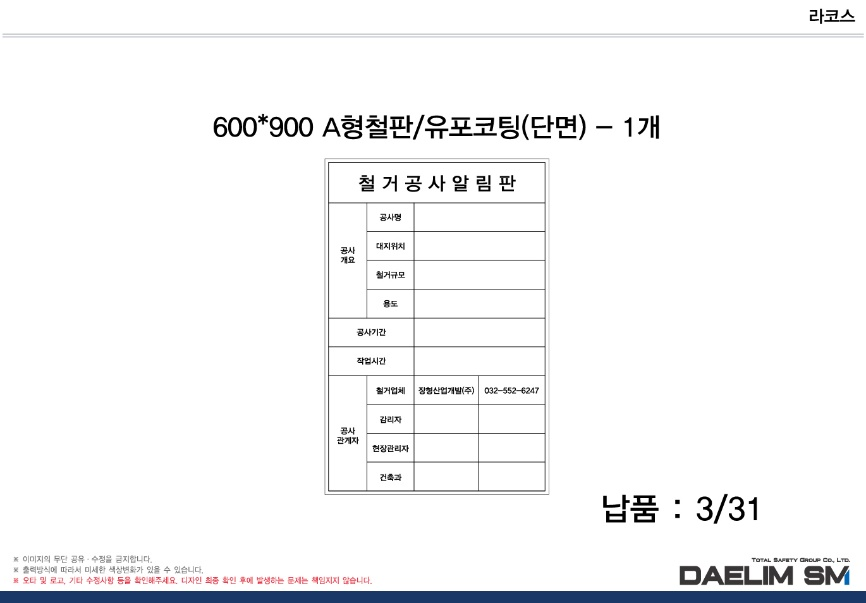 라코스
600*900 A형철판/유포코팅(단면) - 1개
철거공사알림판
공사
개요
공사명
대지위치
철거규모
용도
공사기간
작업시간
공사
관계자
철거업체 장형산업개발(주) 032-552-6247
감리자
현장관리자
건축과
납품 : 3/31
※ 이미지의 무단 공유·수정을 금지합니다.
※ 출력방식에 따라서 미세한 색상변화가 있을 수 있습니다.
※ 오타 및 로고, 기타 수정사항 등을 확인해주세요. 디자인 최종 확인 후에 발생하는 문제는 책임지지 않습니다.
TOTAL SAFETY GROUP CO., LTD.
DAELIM SM